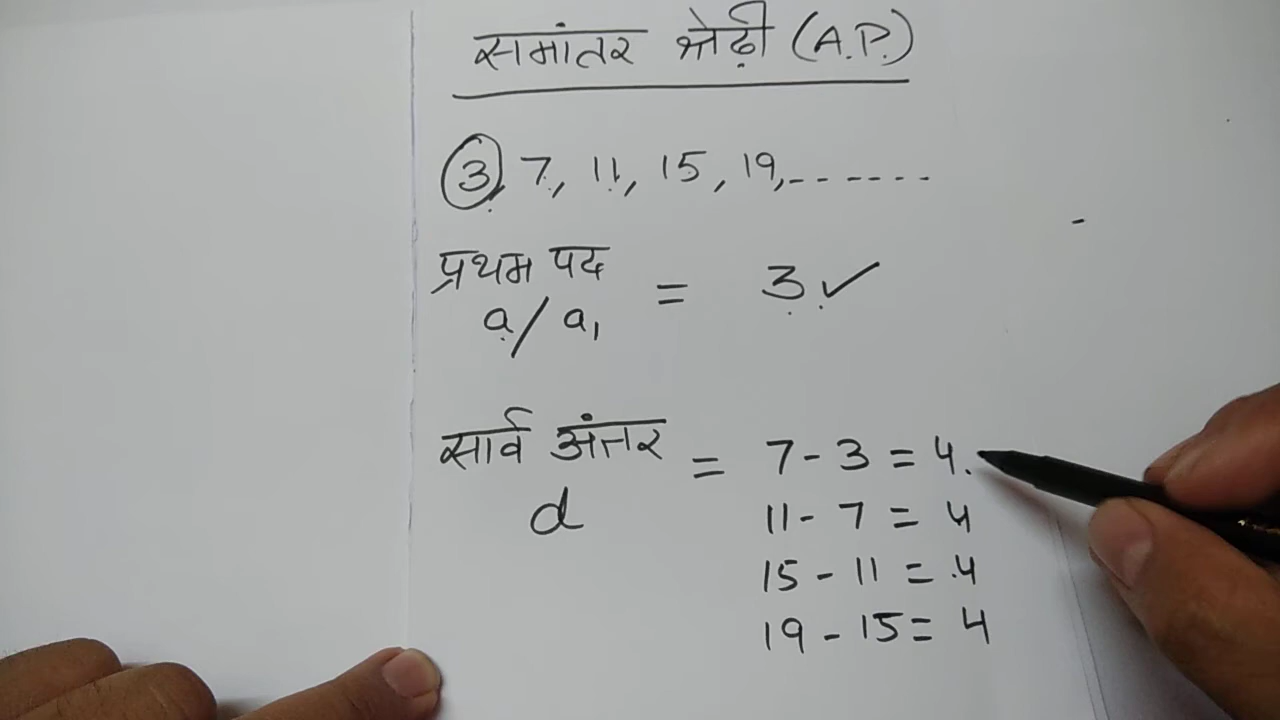 समांतर श्रेढ़ी (A.P.)
3, 7, 11, 15, 19, - - - - - -
प्रथम पद
a/a₁ = 3 ✓
सार्व अंतर = 7 - 3 = 4.
d 11 - 7 = 4
15 - 11 = 4
19 - 15 = 4